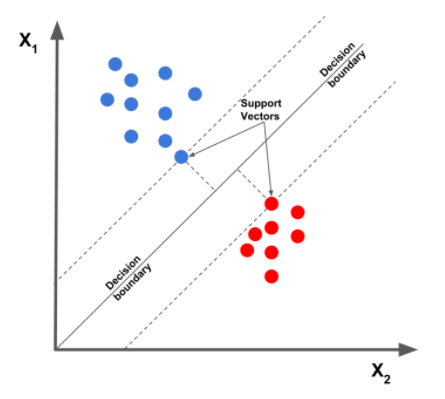 X1
Decision
boundary
Support
Vectors
Decision
boundary
X2